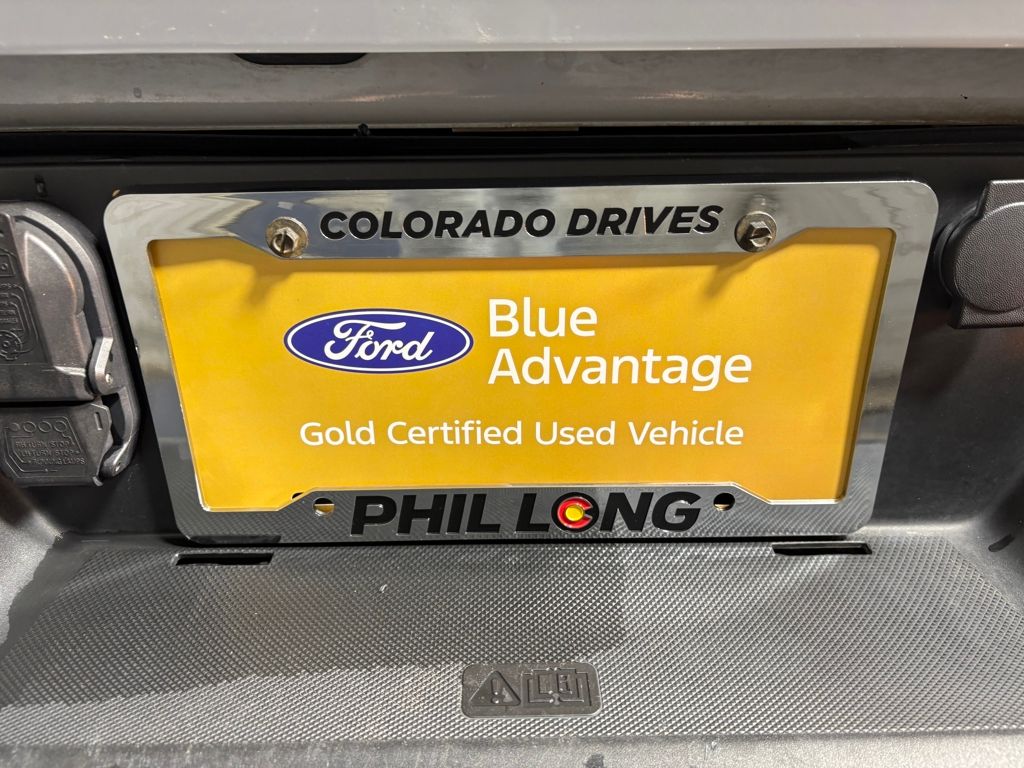 COLORADO DRIVES
Ford
Blue
Advantage
Gold Certified Used Vehicle
PHIL LONG